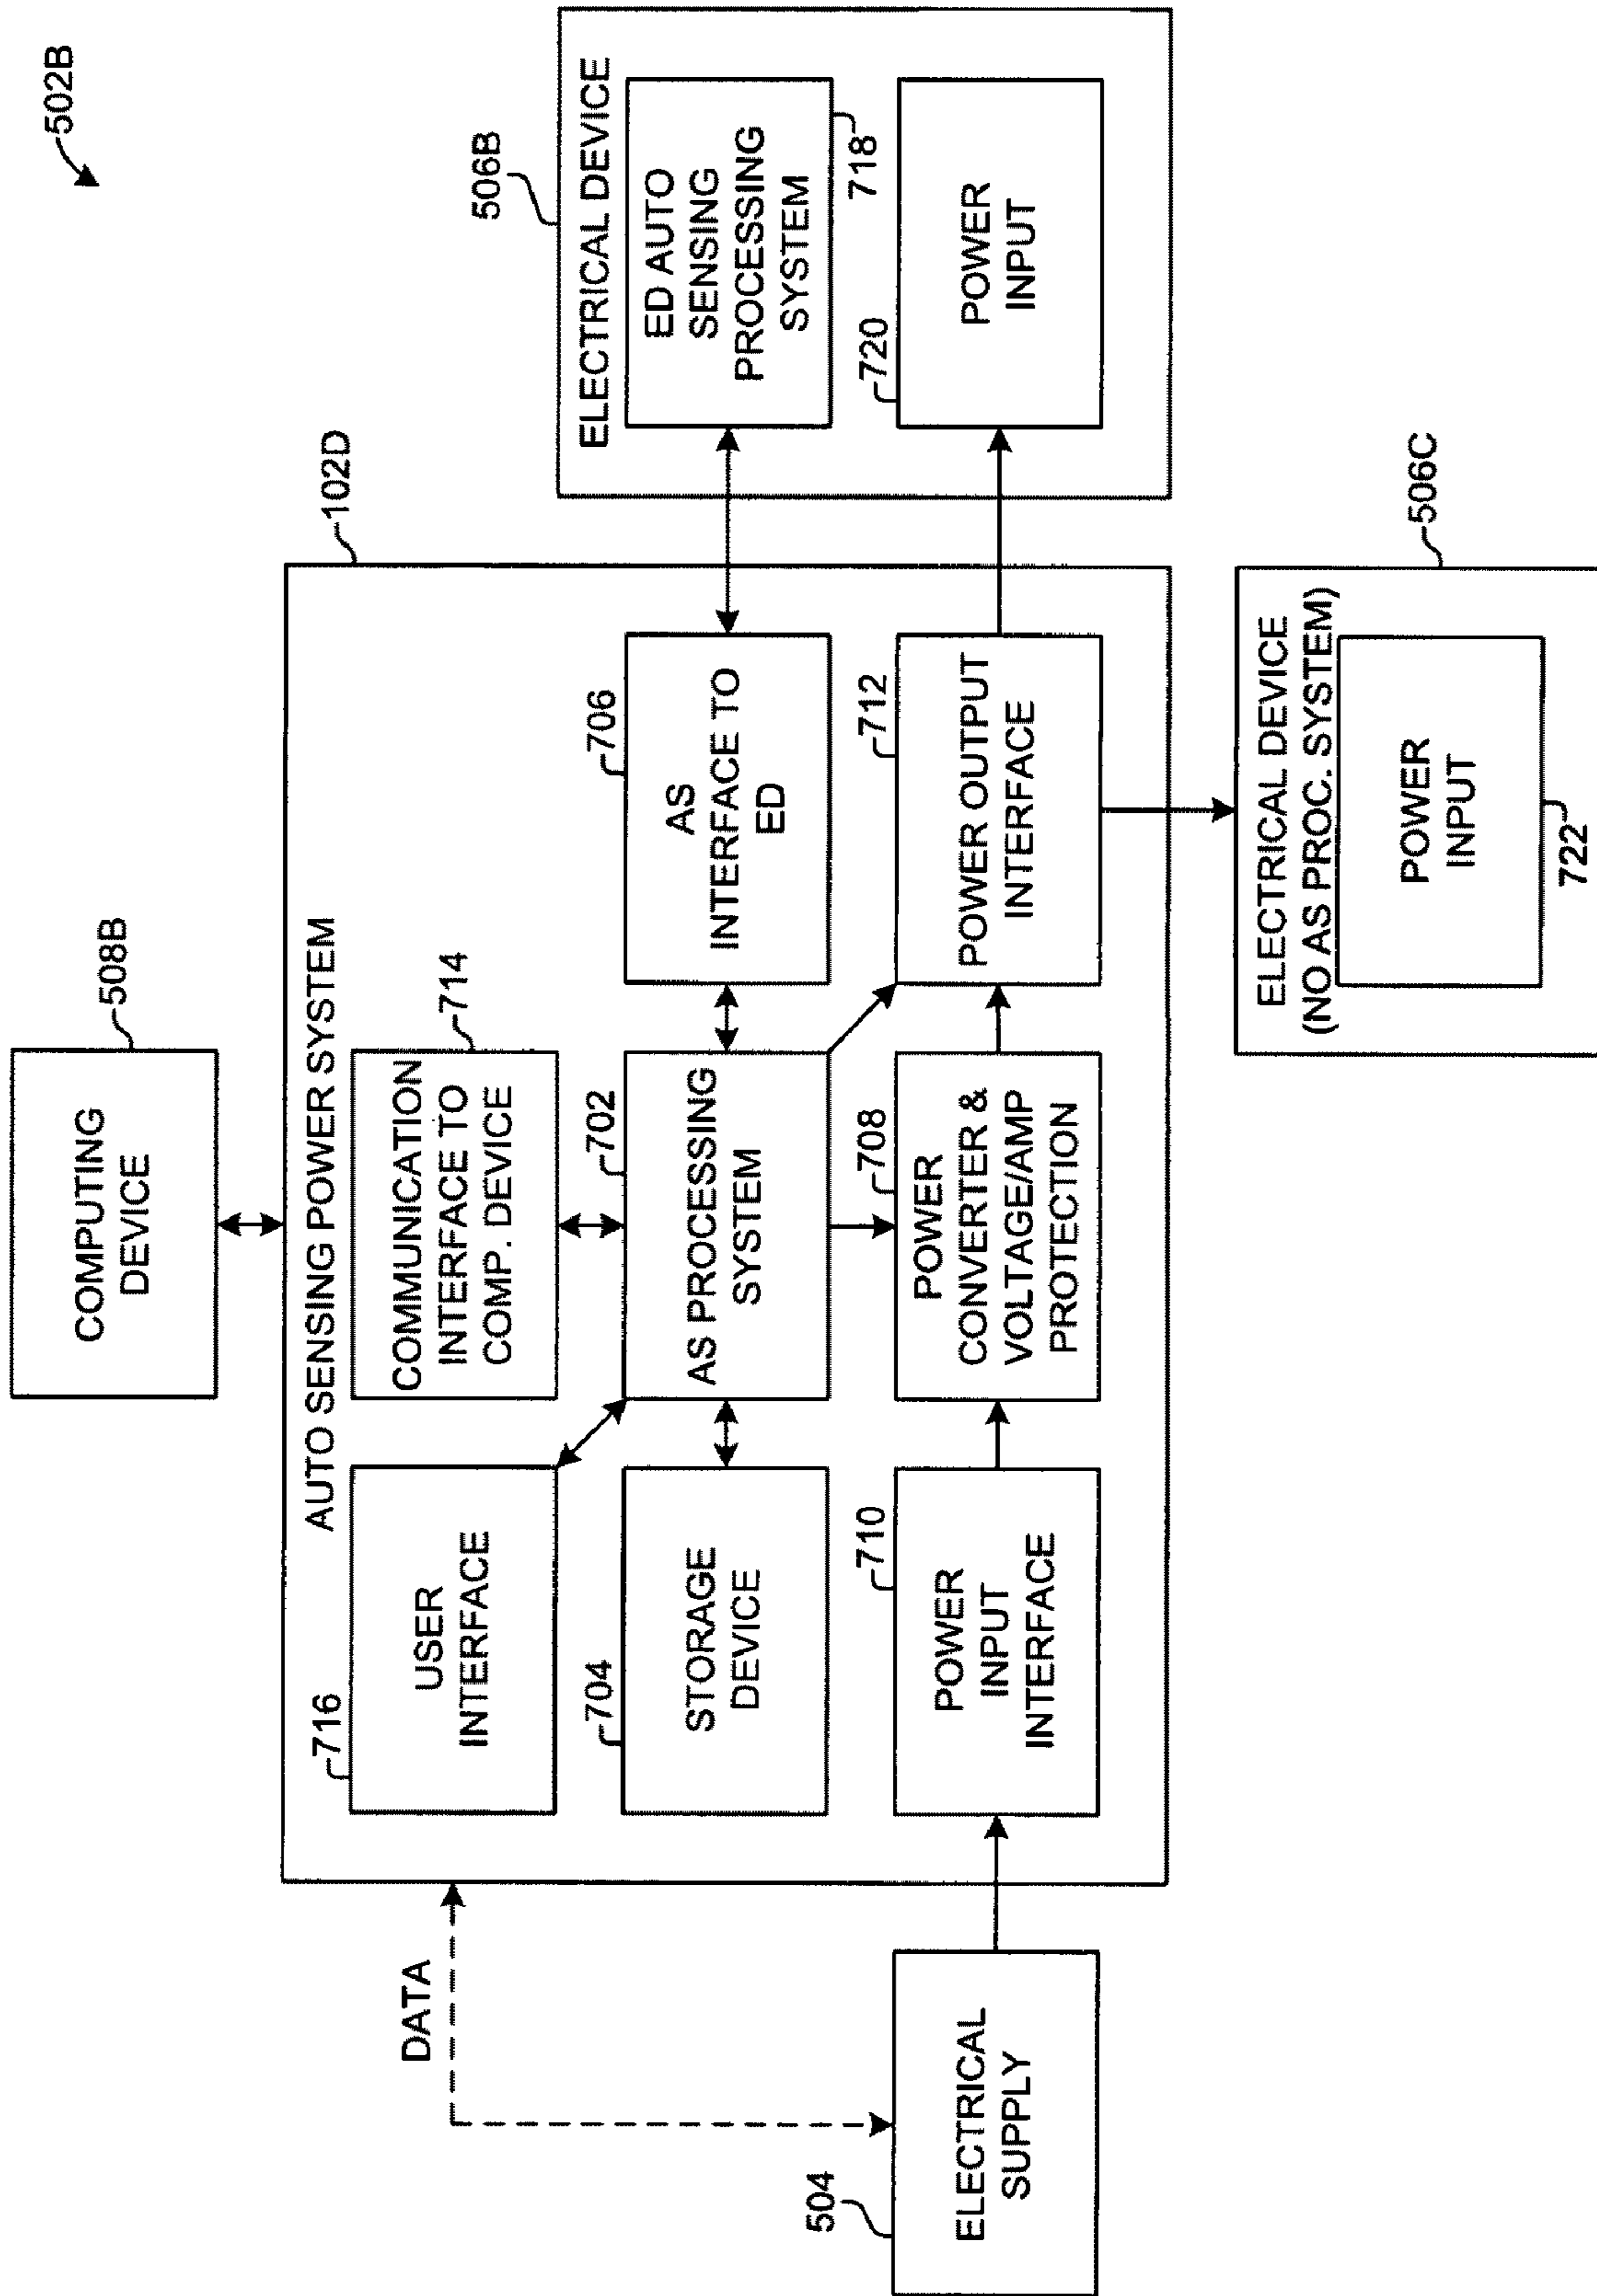 502B
COMPUTING
DEVICE
508B
AUTO SENSING POWER SYSTEM
102D
716
USER
INTERFACE
COMMUNICATION
INTERFACE TO
COMP. DEVICE
714
DATA
704
STORAGE
DEVICE
702
AS PROCESSING
SYSTEM
706
AS
INTERFACE TO
ED
506B
ELECTRICAL DEVICE
ED AUTO
SENSING
PROCESSING
SYSTEM
718
504
ELECTRICAL
SUPPLY
710
POWER
INPUT
INTERFACE
708
POWER
CONVERTER &
VOLTAGE/AMP
PROTECTION
712
POWER OUTPUT
INTERFACE
720
POWER
INPUT
506C
ELECTRICAL DEVICE
(NO AS PROC. SYSTEM)
POWER
INPUT
722